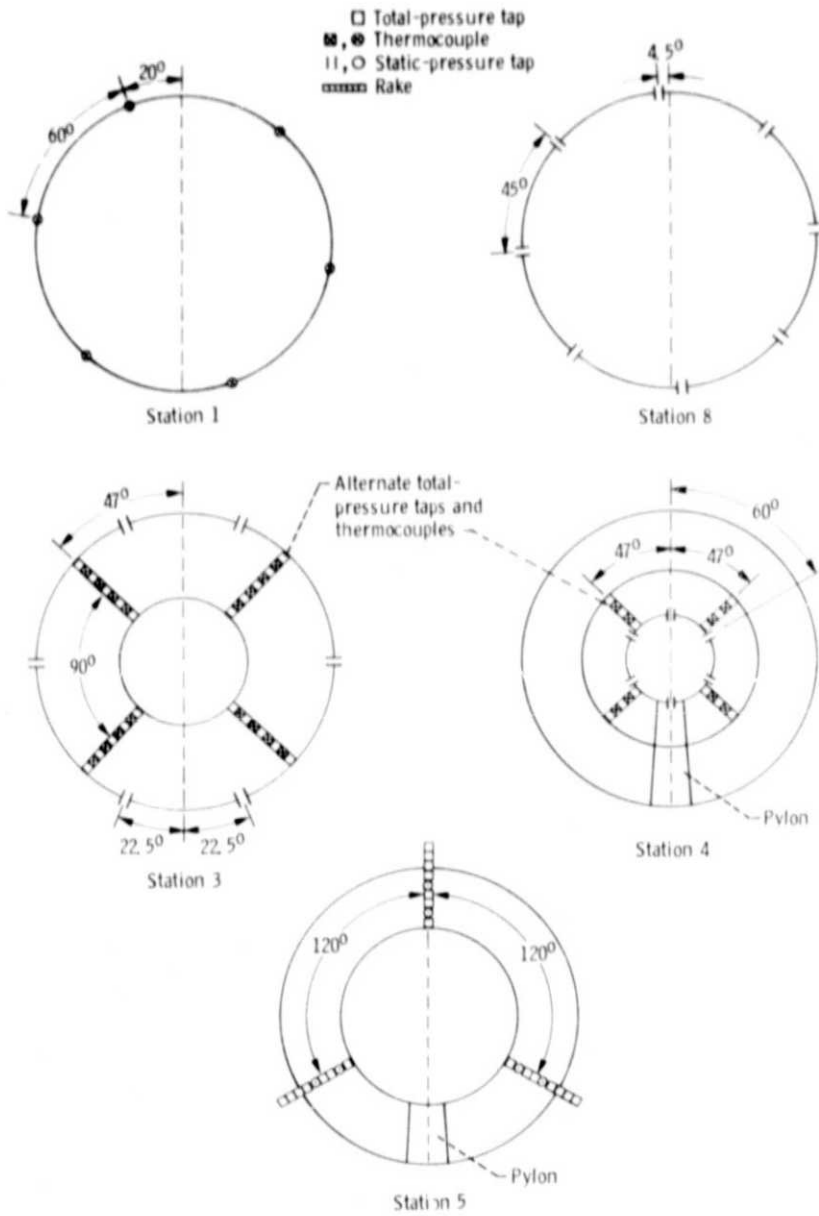 Total-pressure tap
Thermocouple
Static-pressure tap
Rake
20°
60°
Station 1
4.5°
45°
Station 8
47°
90°
22.5°
22.5°
Station 3
Alternate total-
pressure taps and
thermocouples
60°
47°
47°
Pylon
Station 4
120°
120°
Pylon
Station 5